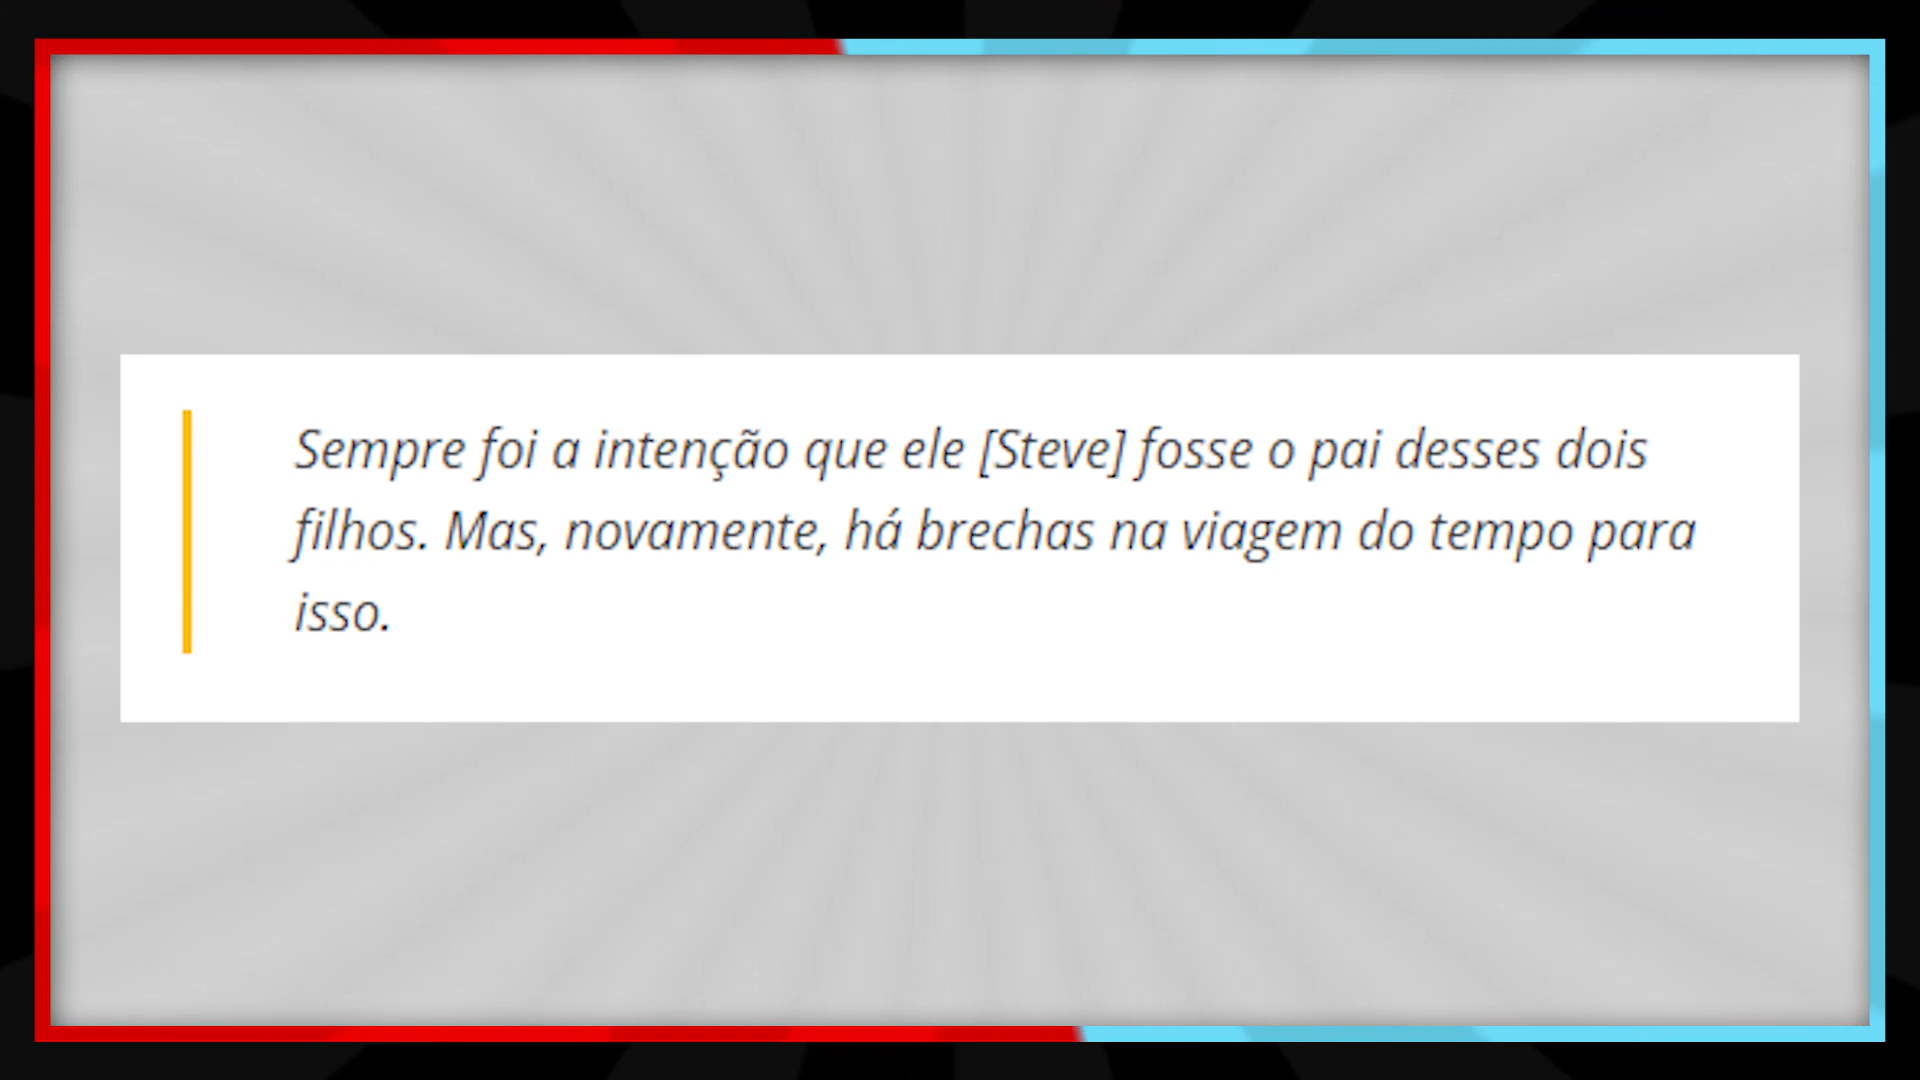 Sempre foi a intenção que ele [Steve] fosse o pai desses dois
filhos. Mas, novamente, há brechas na viagem do tempo para
isso.